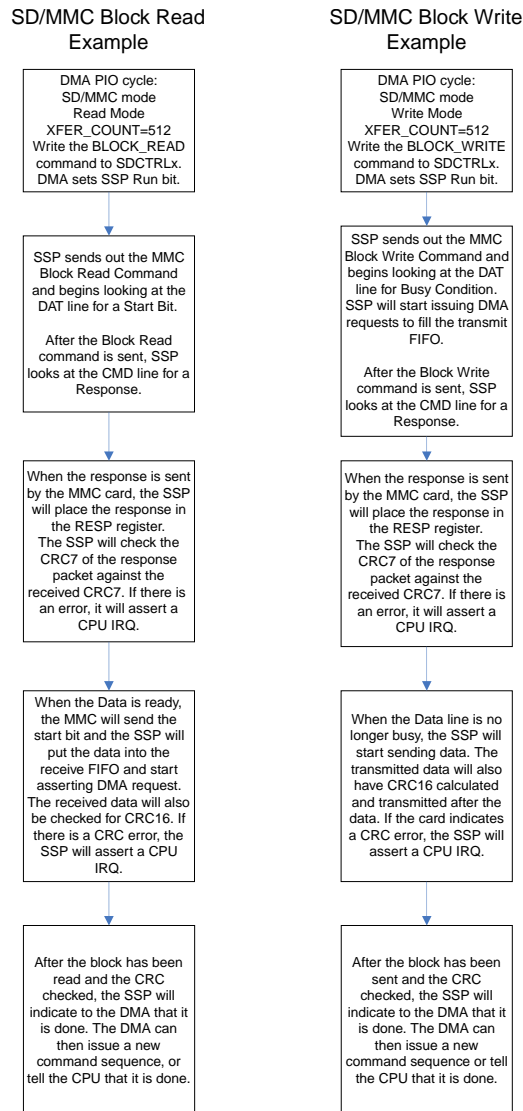 SD/MMC Block Read
Example
DMA PIO cycle:
SD/MMC mode
Read Mode
XFER_COUNT=512
Write the BLOCK_READ
command to SDCTRLx.
DMA sets SSP Run bit.
SSP sends out the MMC
Block Read Command
and begins looking at the
DAT line for a Start Bit.
After the Block Read
command is sent, SSP
looks at the CMD line for a
Response.
When the response is sent
by the MMC card, the SSP
will place the response in
the RESP register.
The SSP will check the
CRC7 of the response
packet against the
received CRC7. If there is
an error, it will assert a
CPU IRQ.
When the Data is ready,
the MMC will send the
start bit and the SSP will
put the data into the
receive FIFO and start
asserting DMA request.
The received data will also
be checked for CRC16. If
there is a CRC error, the
SSP will assert a CPU
IRQ.
After the block has been
read and the CRC
checked, the SSP will
indicate to the DMA that it
is done. The DMA can
then issue a new
command sequence, or
tell the CPU that it is done.
SD/MMC Block Write
Example
DMA PIO cycle:
SD/MMC mode
Write Mode
XFER_COUNT=512
Write the BLOCK_WRITE
command to SDCTRLx.
DMA sets SSP Run bit.
SSP sends out the MMC
Block Write Command and
begins looking at the DAT
line for Busy Condition.
SSP will start issuing DMA
requests to fill the transmit
FIFO.
After the Block Write
command is sent, SSP
looks at the CMD line for a
Response.
When the response is sent
by the MMC card, the SSP
will place the response in
the RESP register.
The SSP will check the
CRC7 of the response
packet against the
received CRC7. If there is
an error, it will assert a
CPU IRQ.
When the Data line is no
longer busy, the SSP will
start sending data. The
transmitted data will also
have CRC16 calculated
and transmitted after the
data. If the card indicates
a CRC error, the SSP will
assert a CPU IRQ.
After the block has been
sent and the CRC
checked, the SSP will
indicate to the DMA that it
is done. The DMA can
then issue a new
command sequence or tell
the CPU that it is done.